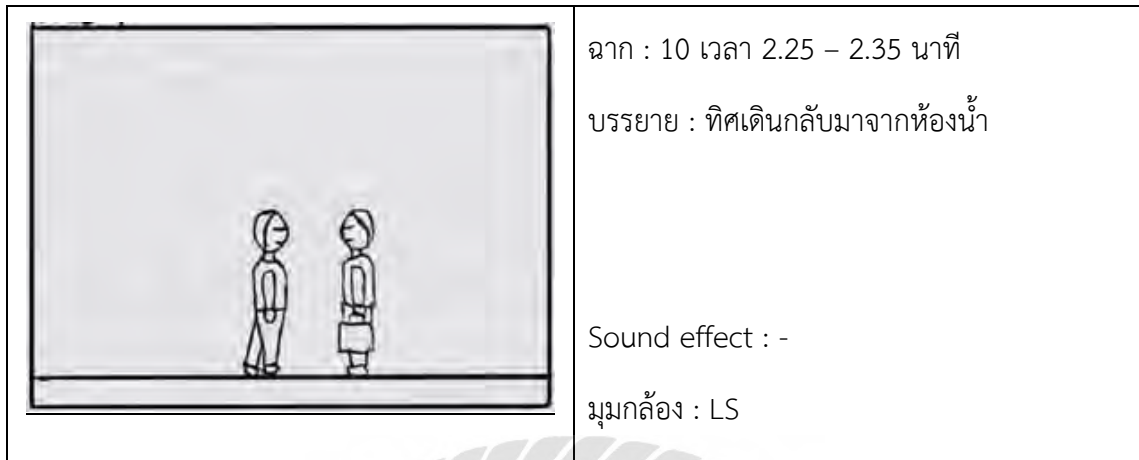 ฉาก : 10 เวลา 2.25 – 2.35 นาที
บรรยาย : ทิศเดินกลับมาจากห้องน้ำ
Sound effect : -
มุมกล้อง : LS